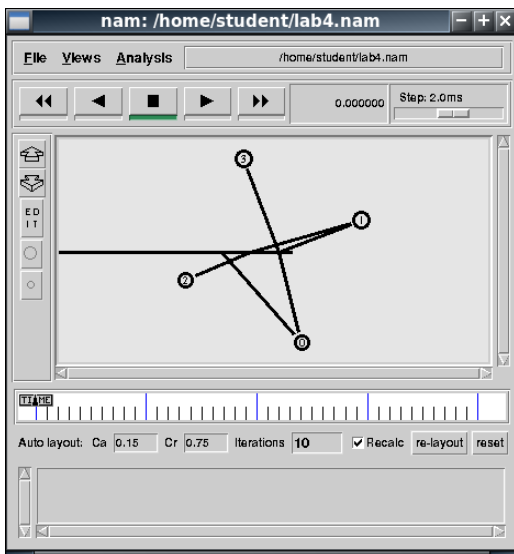 nam: /home/student/lab4.nam
File Views Analysis /home/student/lab4.nam
0.000000 Step: 2.0ms
3
ED
IT
1
2
0
TIME
Auto layout: Ca 0.15 Cr 0.75 Iterations 10 Recalc re-layout reset